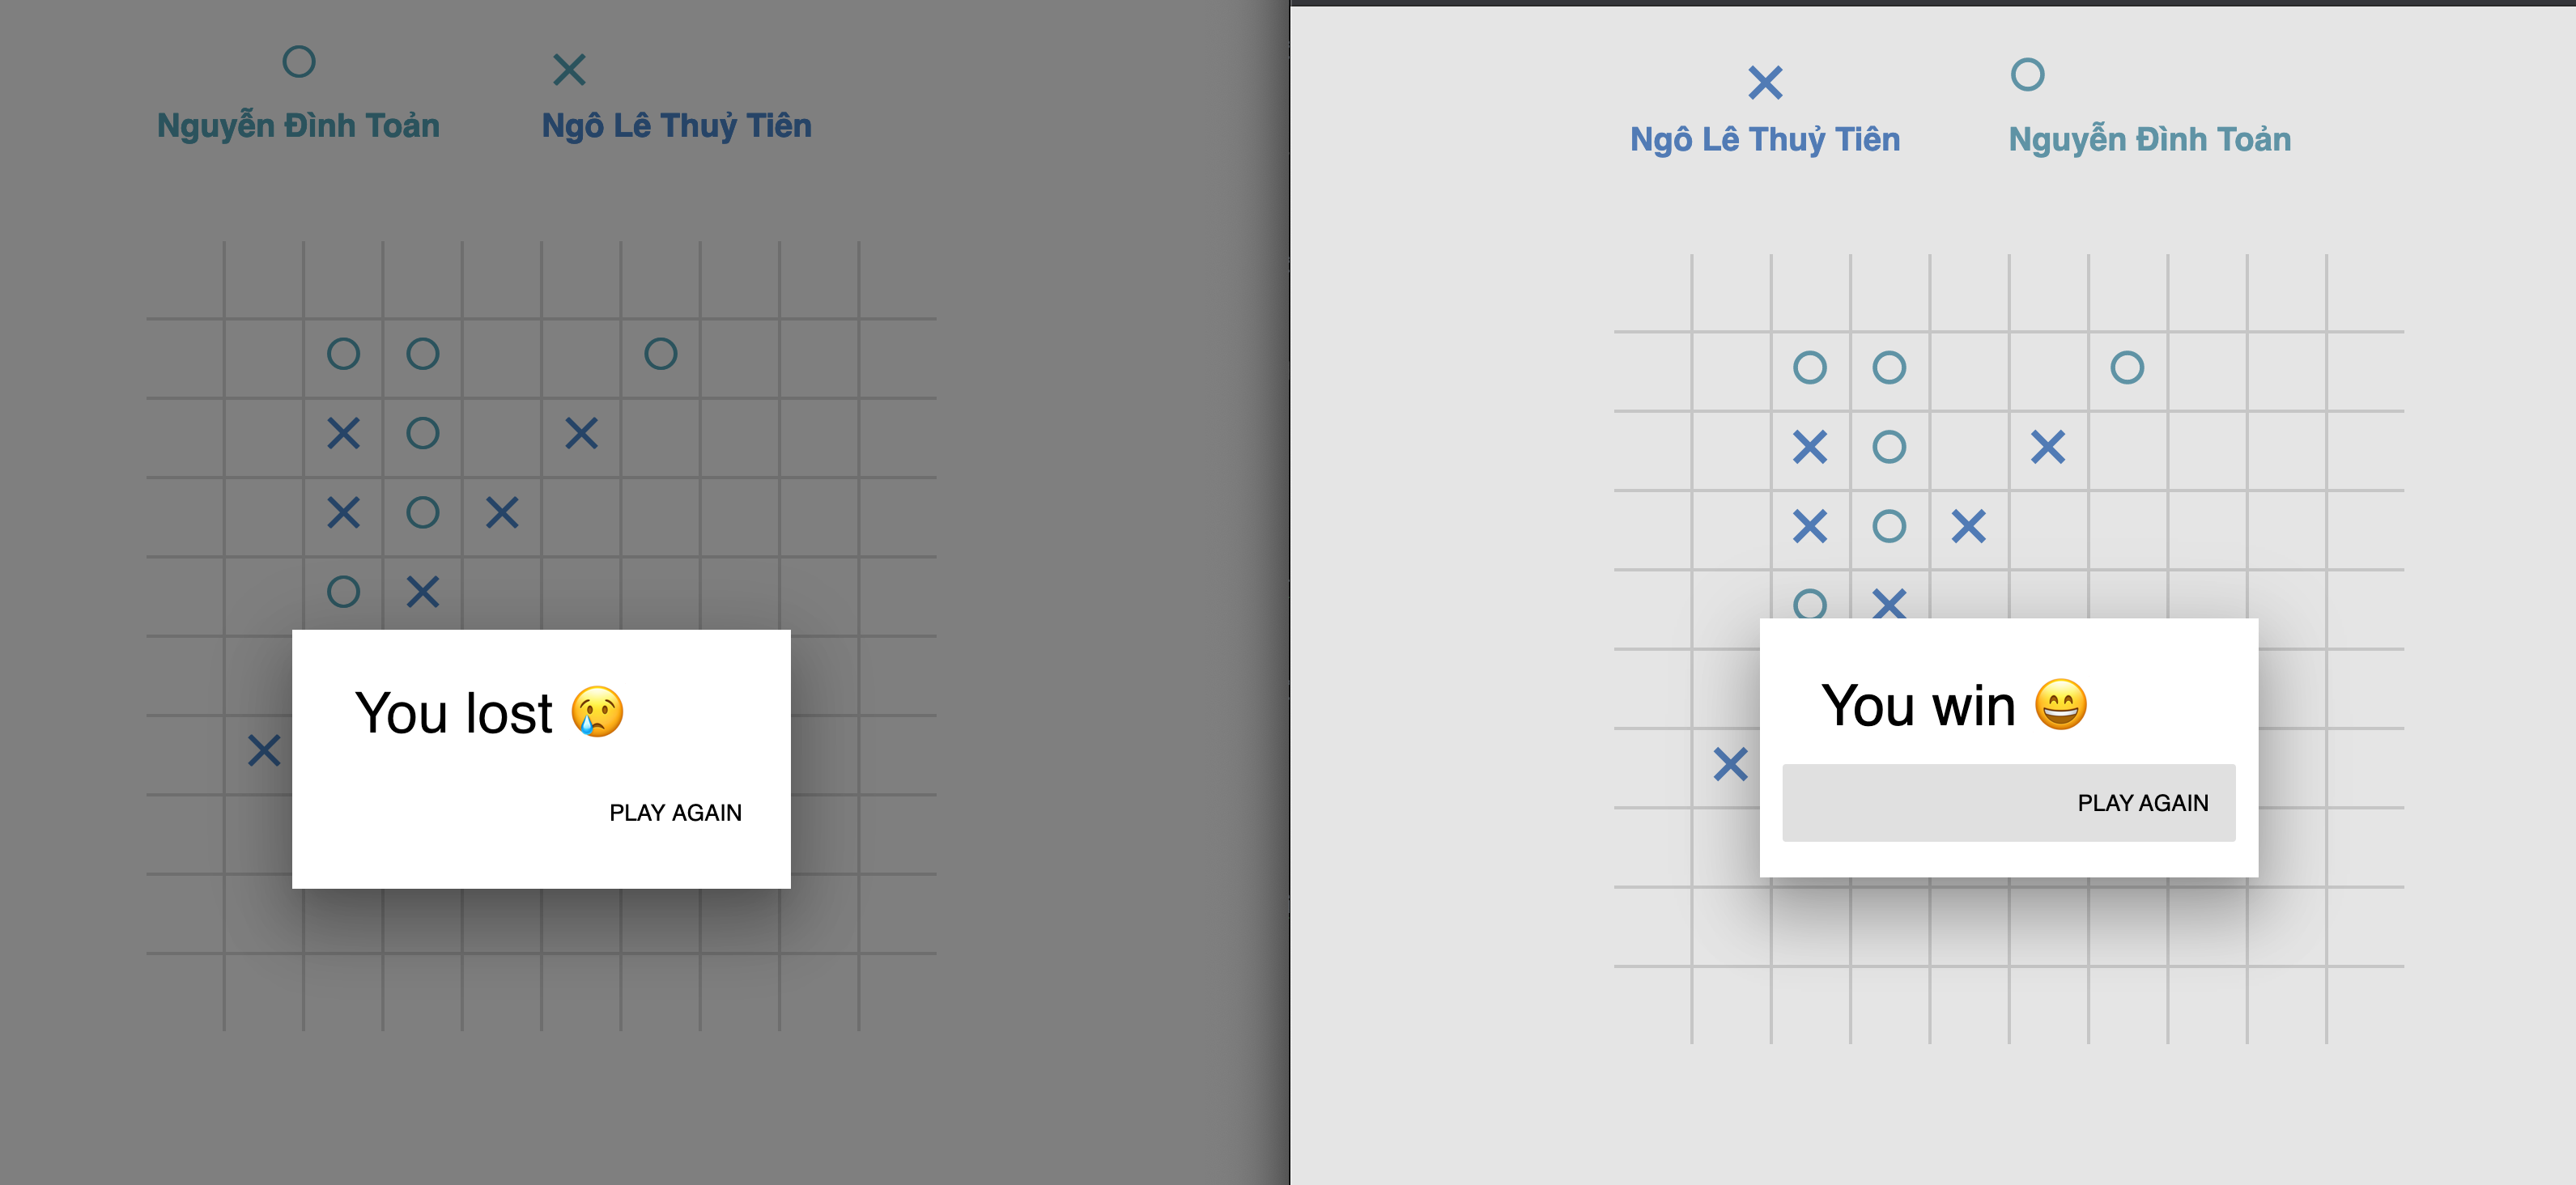 Nguyễn Đình Toản
Ngô Lê Thuỷ Tiên
You lost 😢
PLAY AGAIN
Ngô Lê Thuỷ Tiên
Nguyễn Đình Toản
You win 😄
PLAY AGAIN